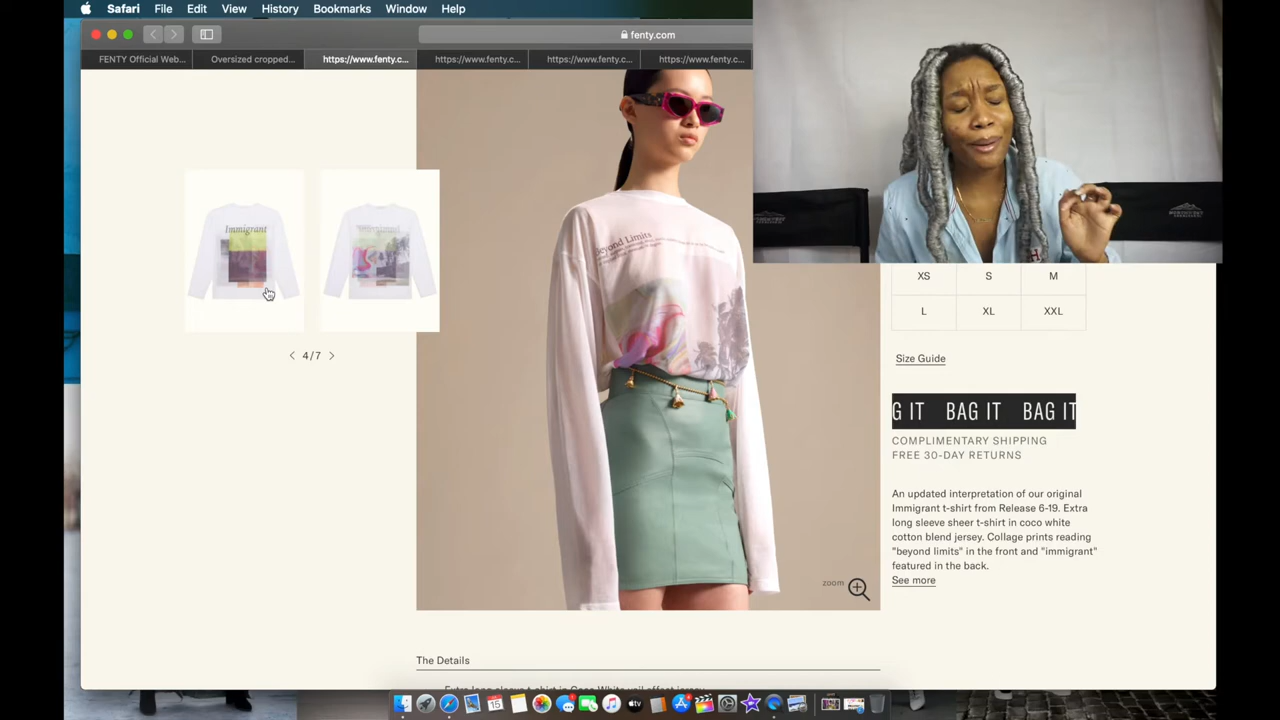 Safari File Edit View History Bookmarks Window Help
fenty.com
FENTY Official Web...
Oversized cropped...
https://www.fenty.c...
https://www.fenty.c...
https://www.fenty.c...
https://www.fenty.c...
Immigrant
Beyond Limits
4/7
XS S M
L XL XXL
Size Guide
G IT BAG IT BAG IT
COMPLIMENTARY SHIPPING
FREE 30-DAY RETURNS
An updated interpretation of our original
Immigrant t-shirt from Release 6-19. Extra
long sleeve sheer t-shirt in coco white
cotton blend jersey. Collage prints reading
"beyond limits" in the front and "immigrant"
featured in the back.
See more
zoom
The Details